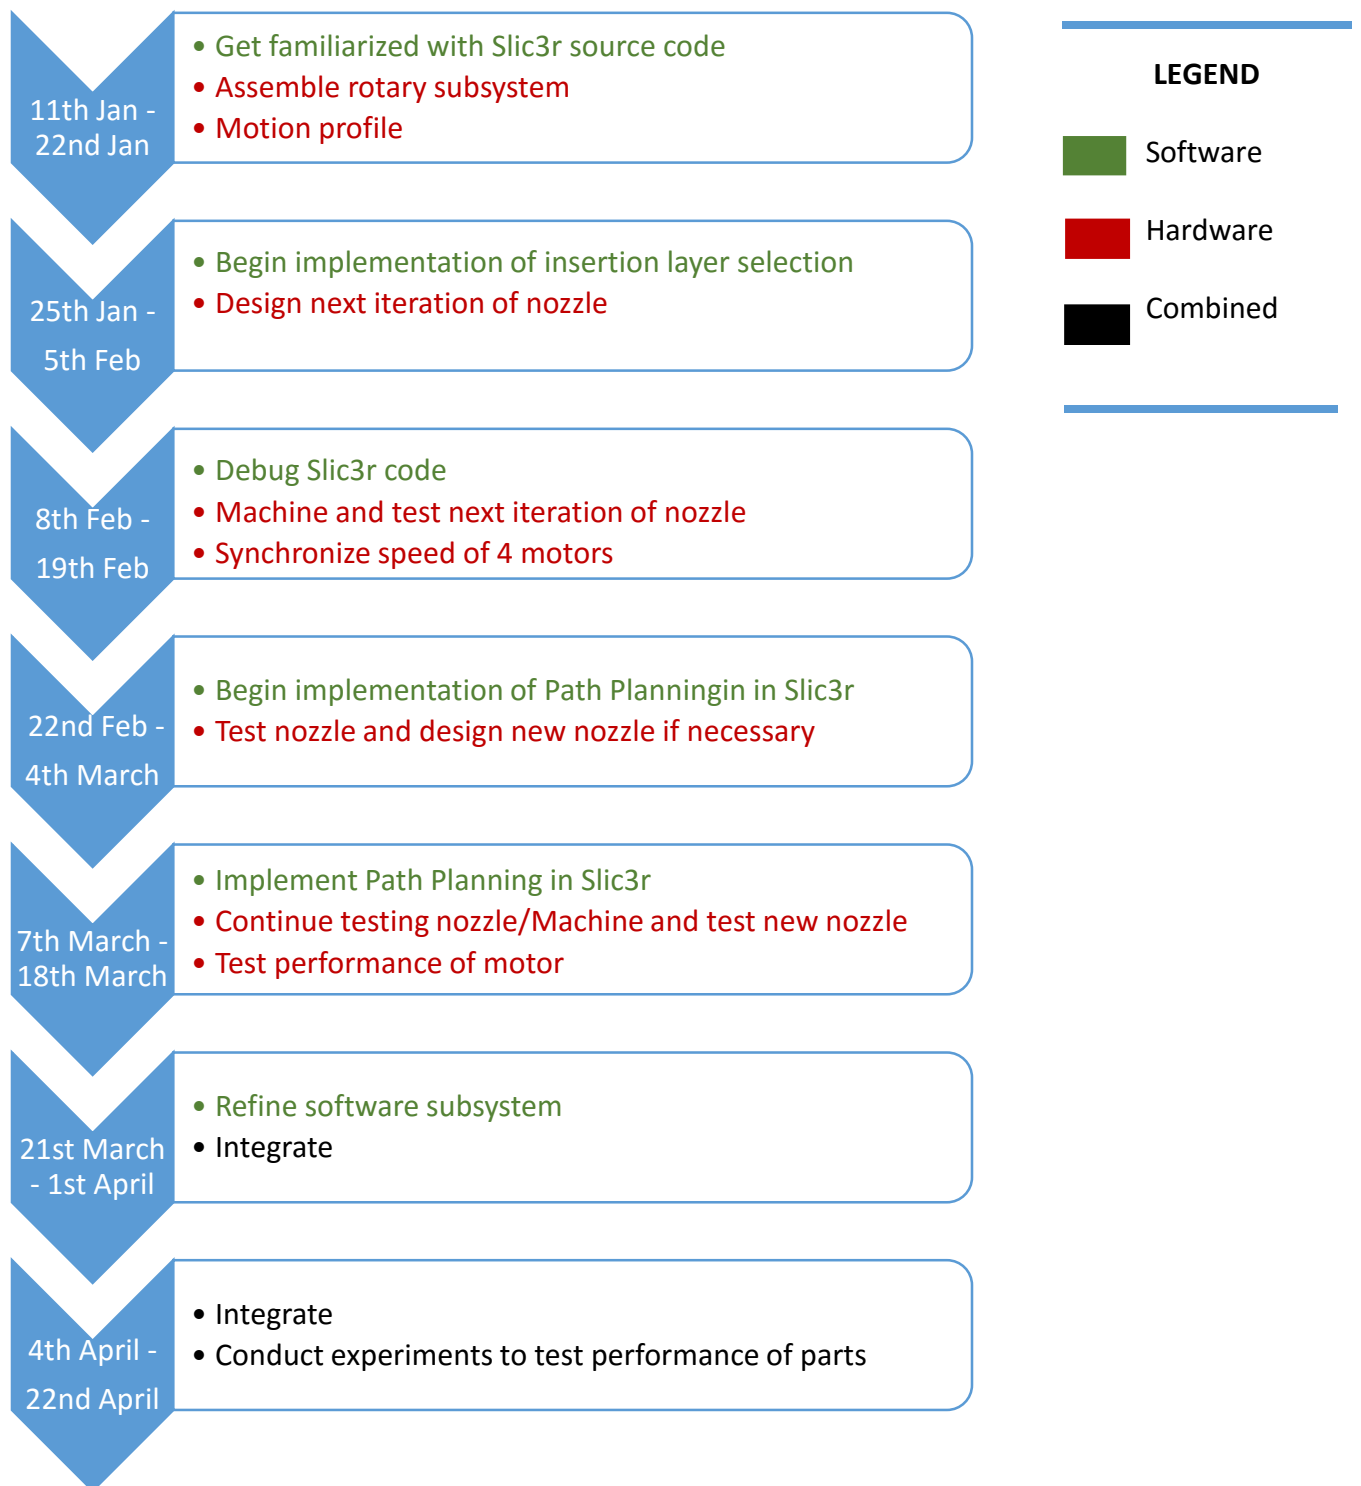 11th Jan -
22nd Jan
• Get familiarized with Slic3r source code
• Assemble rotary subsystem
• Motion profile
LEGEND
Software
Hardware
Combined
25th Jan -
5th Feb
• Begin implementation of insertion layer selection
• Design next iteration of nozzle
8th Feb -
19th Feb
• Debug Slic3r code
• Machine and test next iteration of nozzle
• Synchronize speed of 4 motors
22nd Feb -
4th March
• Begin implementation of Path Planningin in Slic3r
• Test nozzle and design new nozzle if necessary
7th March -
18th March
• Implement Path Planning in Slic3r
• Continue testing nozzle/Machine and test new nozzle
• Test performance of motor
21st March
- 1st April
• Refine software subsystem
• Integrate
4th April -
22nd April
• Integrate
• Conduct experiments to test performance of parts